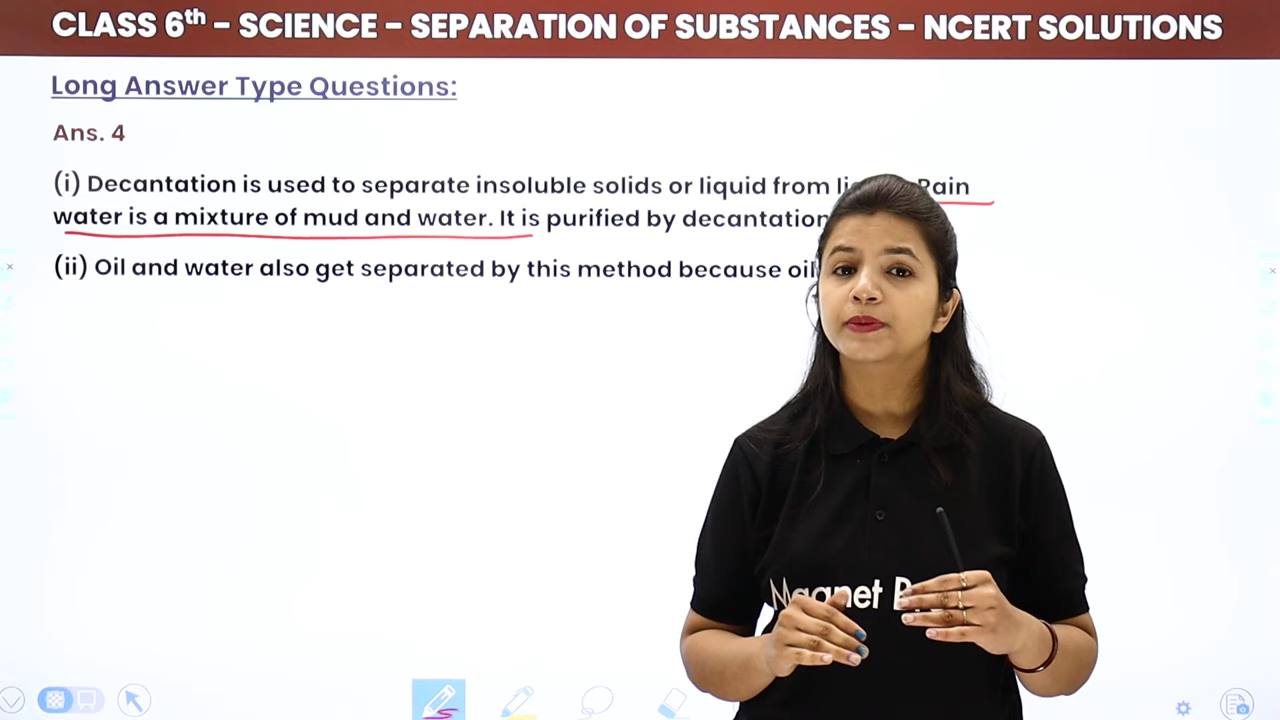 CLASS 6th – SCIENCE – SEPARATION OF SUBSTANCES – NCERT SOLUTIONS
Long Answer Type Questions:
Ans. 4
(i) Decantation is used to separate insoluble solids or liquid from Rain
water is a mixture of mud and water. It is purified by decantation
(ii) Oil and water also get separated by this method because oil
Magnet